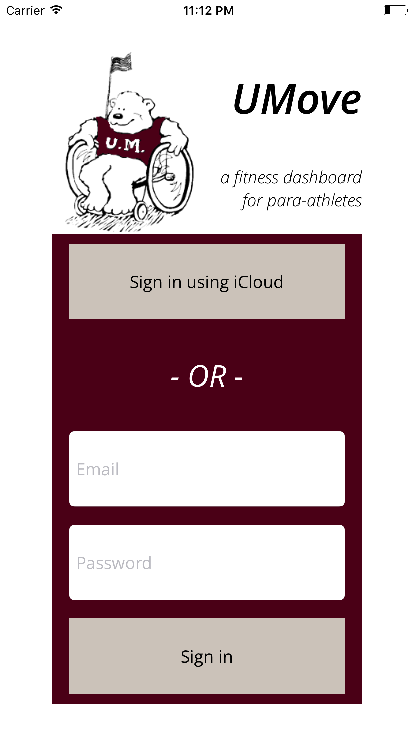 Carrier 11:12 PM
U.M.
UMove
a fitness dashboard
for para-athletes
Sign in using iCloud
- OR -
Email
Password
Sign in